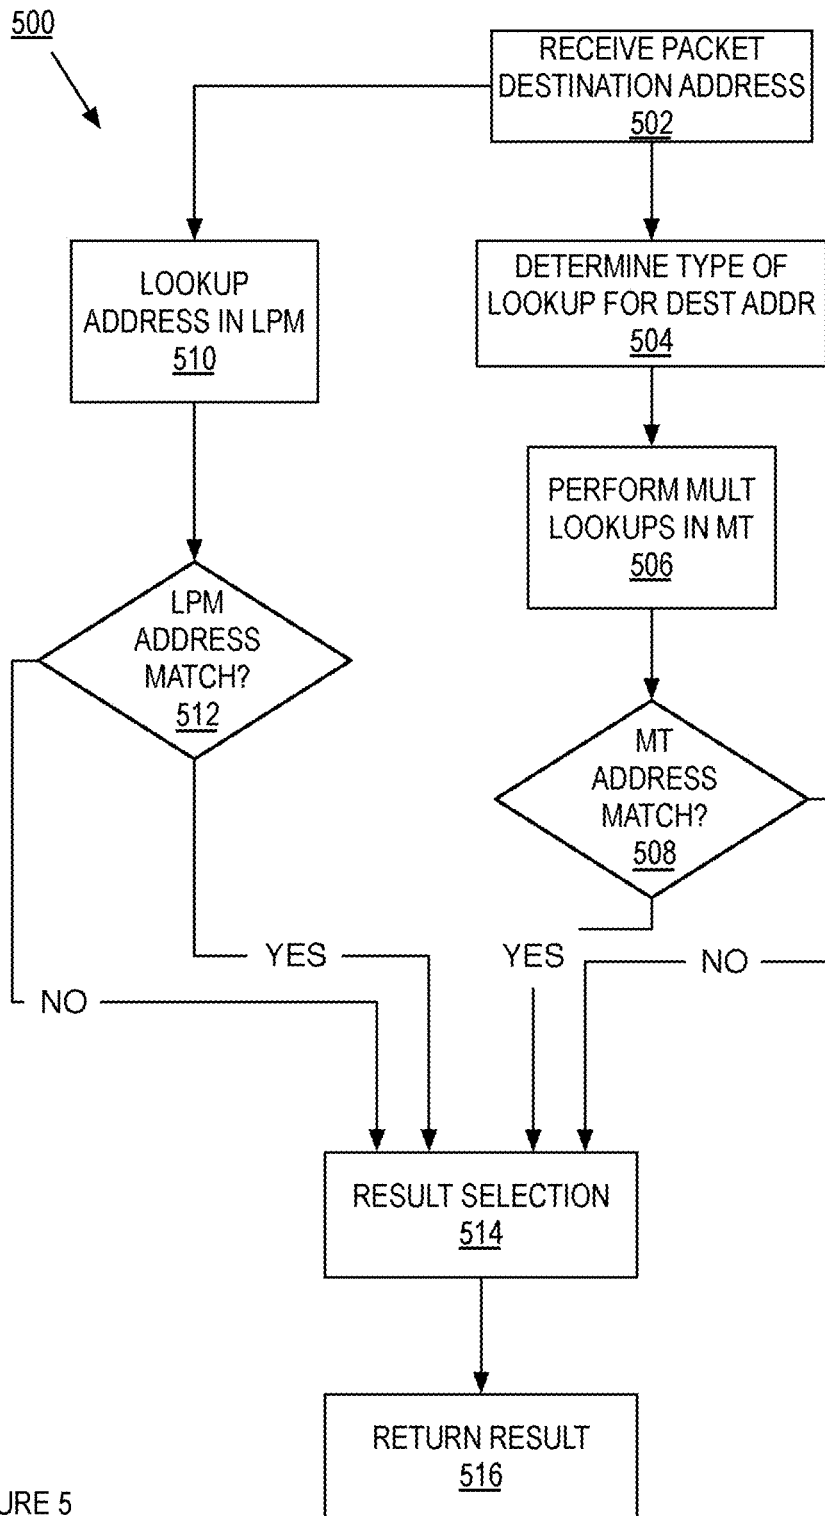 500
RECEIVE PACKET
DESTINATION ADDRESS
502
LOOKUP
ADDRESS IN LPM
510
DETERMINE TYPE OF
LOOKUP FOR DEST ADDR
504
PERFORM MULT
LOOKUPS IN MT
506
LPM
ADDRESS
MATCH?
512
MT
ADDRESS
MATCH?
508
YES
NO
YES
NO
RESULT SELECTION
514
RETURN RESULT
516
URE 5